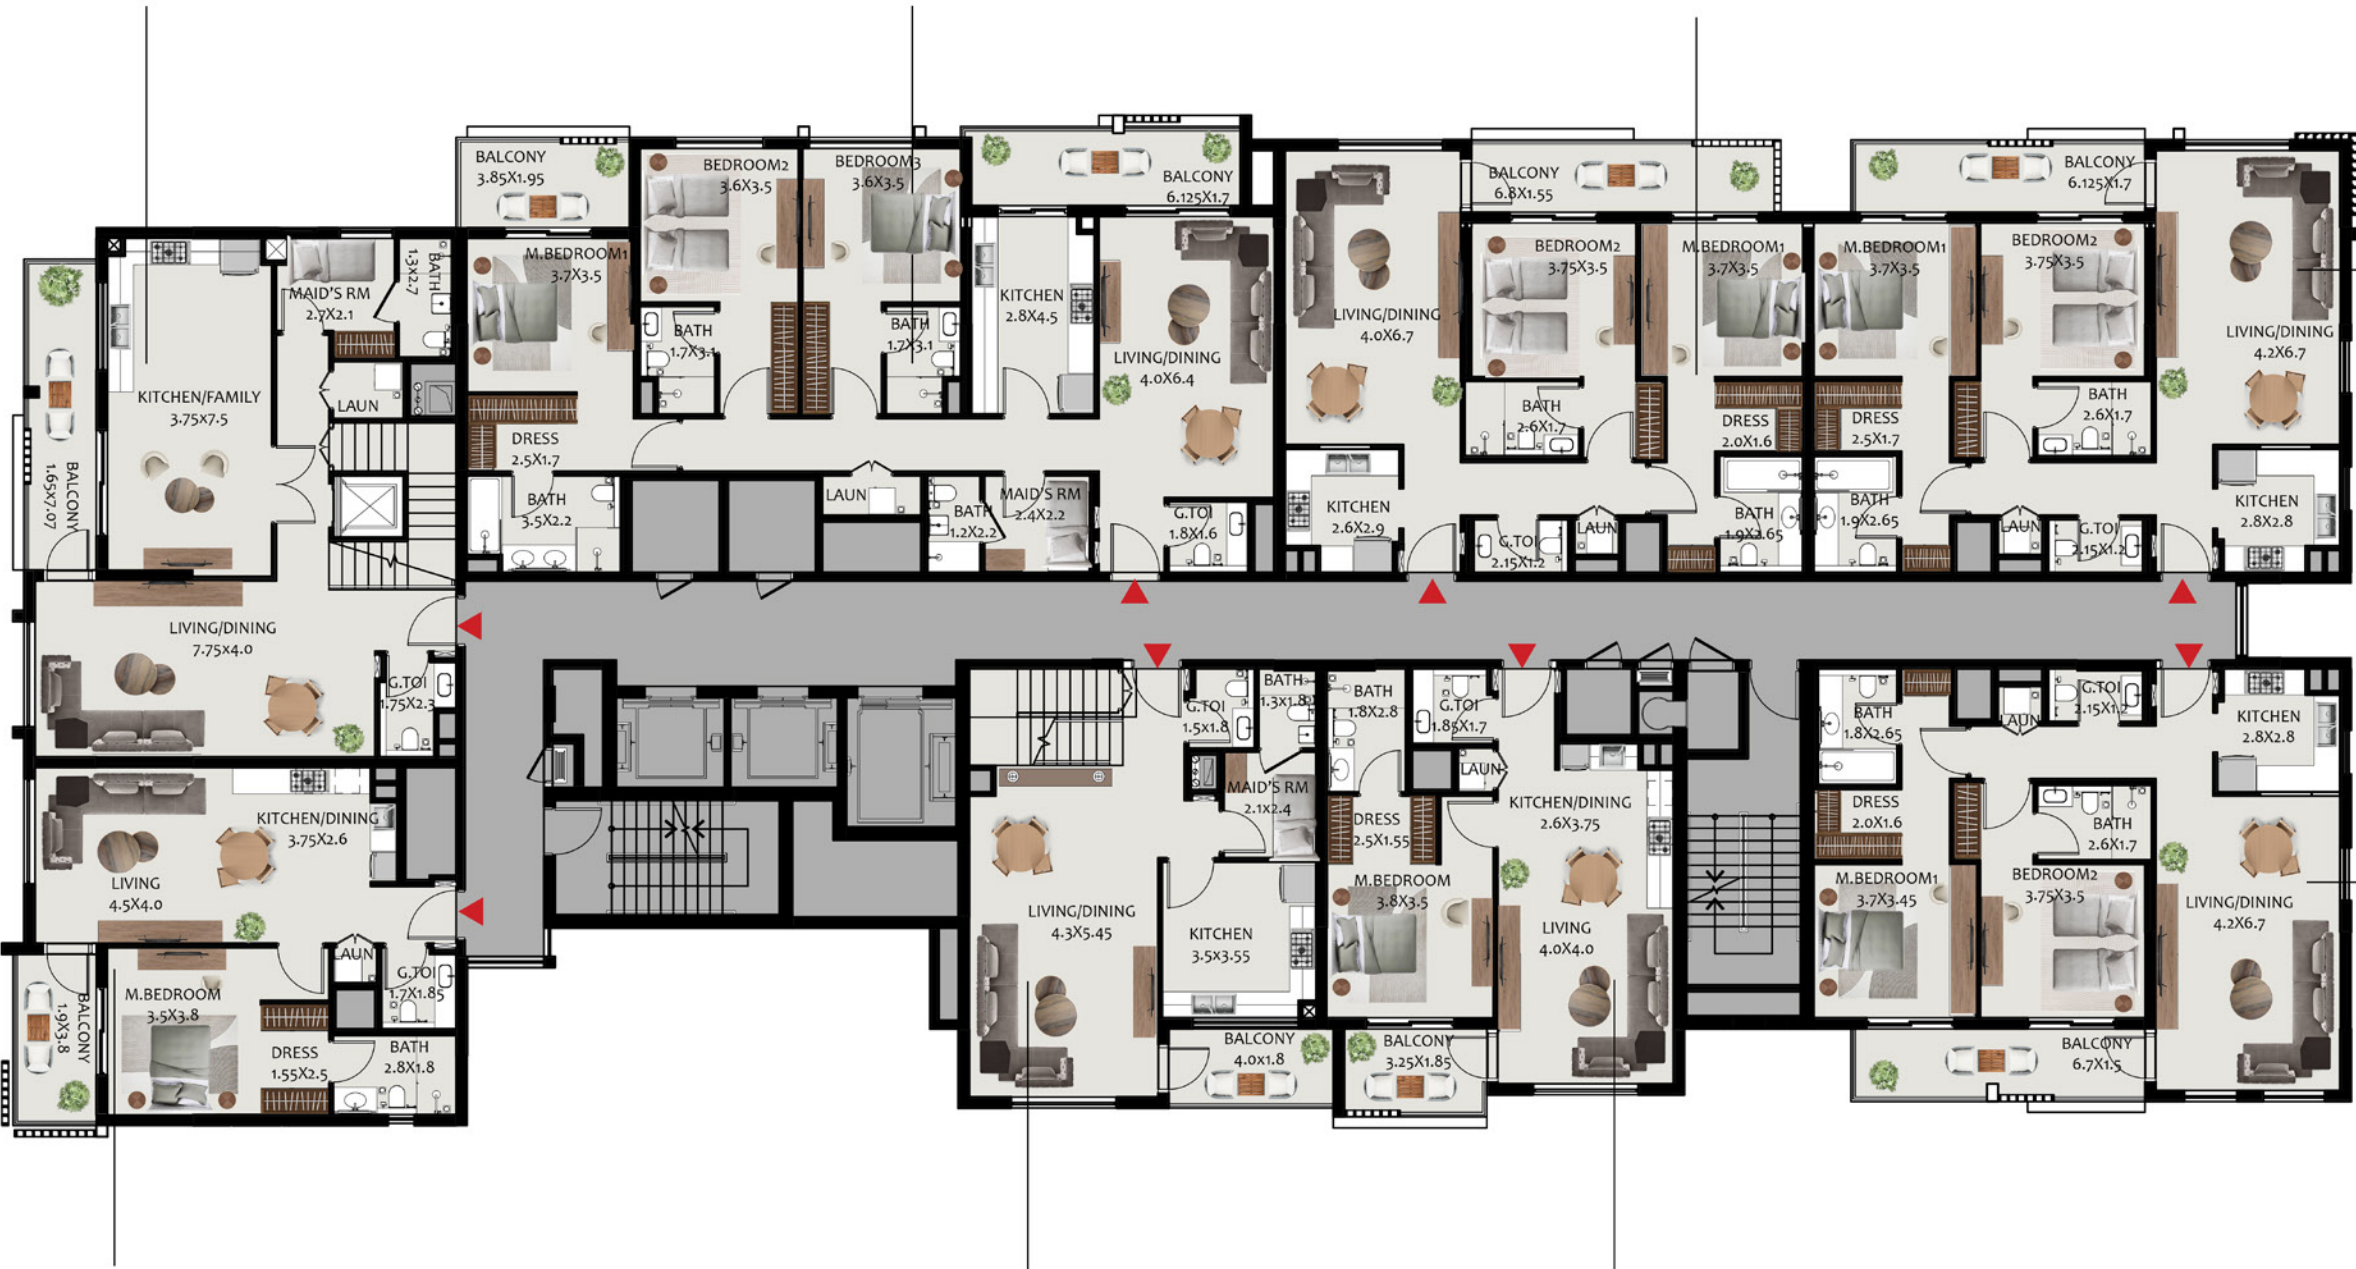 BALCONY
3.85X1.95
BEDROOM2
3.6X3.5
BEDROOM3
3.6X3.5
BALCONY
6.125X1.7
BALCONY
6.8X1.55
BALCONY
6.125X1.7
MAID'S RM
2.7X2.1
BATH
1.3X2.7
M.BEDROOM1
3.7X3.5
KITCHEN
2.8X4.5
LIVING/DINING
4.0X6.4
LIVING/DINING
4.0X6.7
BEDROOM2
3.75X3.5
M.BEDROOM1
3.7X3.5
M.BEDROOM1
3.7X3.5
BEDROOM2
3.75X3.5
LIVING/DINING
4.2X6.7
KITCHEN/FAMILY
3.75X7.5
LAUN
BATH
1.7X3.1
BATH
1.7X3.1
BALCONY
1.65X7.07
DRESS
2.5X1.7
BATH
2.6X1.7
DRESS
2.0X1.6
DRESS
2.5X1.7
BATH
2.6X1.7
BATH
3.5X2.2
LAUN
BATH
1.2X2.2
MAID'S RM
2.4X2.2
G.TOI
1.8X1.6
KITCHEN
2.6X2.9
G.TOI
2.15X1.2
LAUN
BATH
1.9X2.65
BATH
1.9X2.65
LAUN
G.TOI
2.15X1.2
KITCHEN
2.8X2.8
LIVING/DINING
7.75X4.0
G.TOI
1.75X2.3
G.TOI
1.5X1.8
BATH
1.3X1.8
BATH
1.8X2.8
G.TOI
1.85X1.7
LAUN
BATH
1.8X2.65
LAUN
G.TOI
2.15X1.2
KITCHEN
2.8X2.8
KITCHEN/DINING
3.75X2.6
LIVING
4.5X4.0
MAID'S RM
2.1X2.4
DRESS
2.5X1.55
KITCHEN/DINING
2.6X3.75
DRESS
2.0X1.6
BATH
2.6X1.7
LIVING/DINING
4.3X5.45
KITCHEN
3.5X3.55
M.BEDROOM
3.8X3.5
LIVING
4.0X4.0
M.BEDROOM1
3.7X3.45
BEDROOM2
3.75X3.5
LIVING/DINING
4.2X6.7
LAUN
G.TOI
1.7X1.85
M.BEDROOM
3.5X3.8
BALCONY
1.9X3.8
DRESS
1.55X2.5
BATH
2.8X1.8
BALCONY
4.0X1.8
BALCONY
3.25X1.85
BALCONY
6.7X1.5